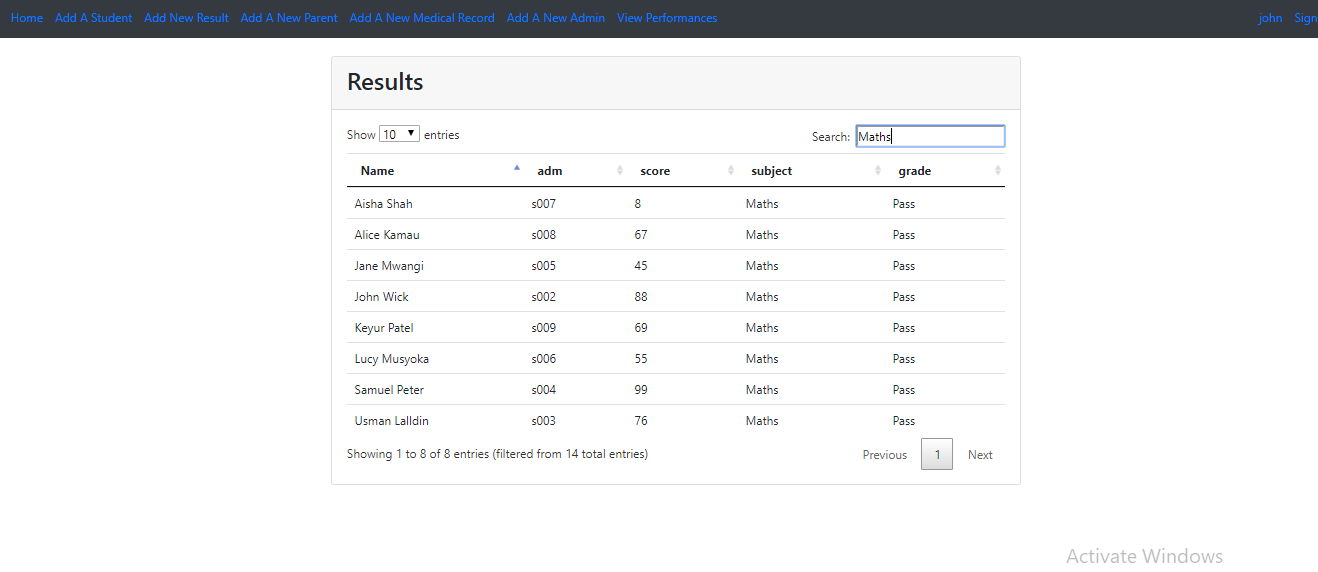 Home Add A Student Add New Result Add A New Parent Add A New Medical Record Add A New Admin View Performances john Sign
Results
Show 10 entries Search: Maths
Name adm score subject grade
Aisha Shah s007 8 Maths Pass
Alice Kamau s008 67 Maths Pass
Jane Mwangi s005 45 Maths Pass
John Wick s002 88 Maths Pass
Keyur Patel s009 69 Maths Pass
Lucy Musyoka s006 55 Maths Pass
Samuel Peter s004 99 Maths Pass
Usman Lalldin s003 76 Maths Pass
Showing 1 to 8 of 8 entries (filtered from 14 total entries) Previous 1 Next
Activate Windows